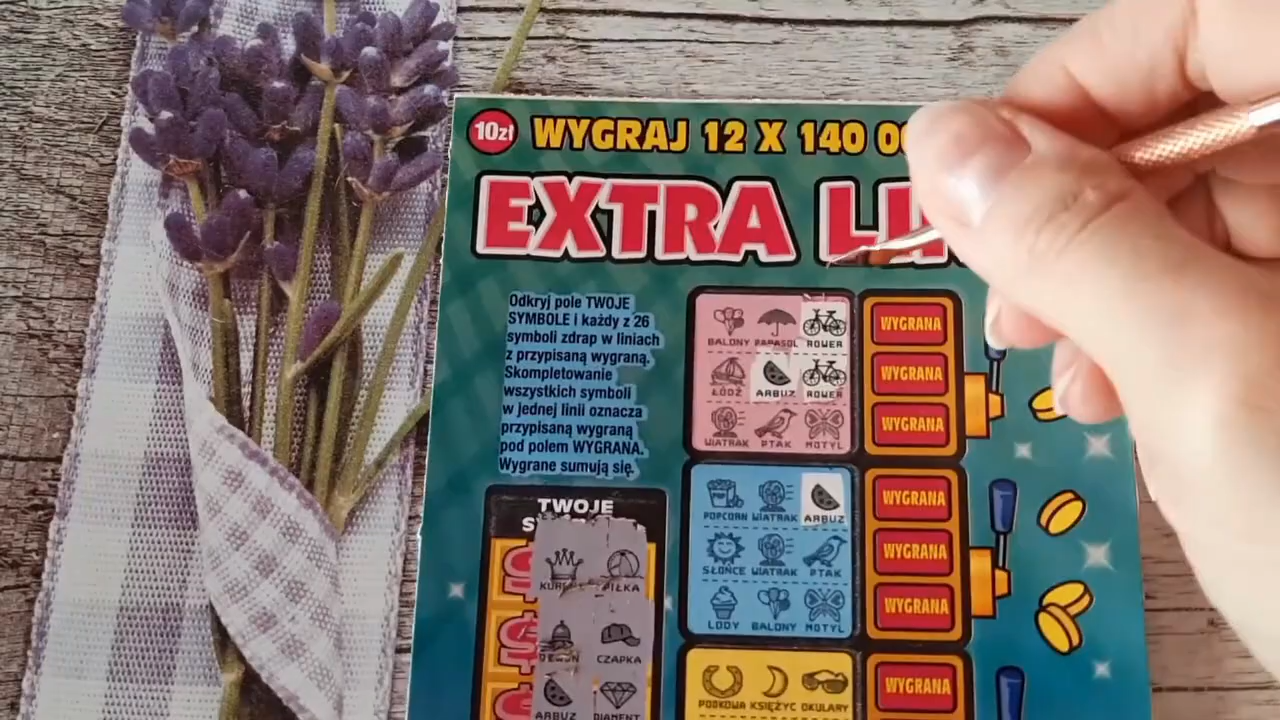 10zł WYGRAJ 12 X 140 0
EXTRA
Odkryj pole TWOJE
SYMBOLE i każdy z 26
symboli zdrap w liniach
z przypisaną wygraną.
Skompletowanie
wszystkich symboli
w jednej linii oznacza
przypisaną wygraną
pod polem WYGRANA.
Wygrane sumują się.
BALONY PARASOL ROWER WYGRANA
ŁÓDŹ ARBUZ ROWER WYGRANA
WIATRAK PTAK MOTYL WYGRANA
POPCORN WIATRAK ARBUZ WYGRANA
SŁOŃCE WIATRAK PTAK WYGRANA
LODY BALONY MOTYL WYGRANA
PODKOWA KSIĘŻYC OKULARY WYGRANA
TWOJE
PIŁKA
CZAPKA
ARBUZ DIAMENT